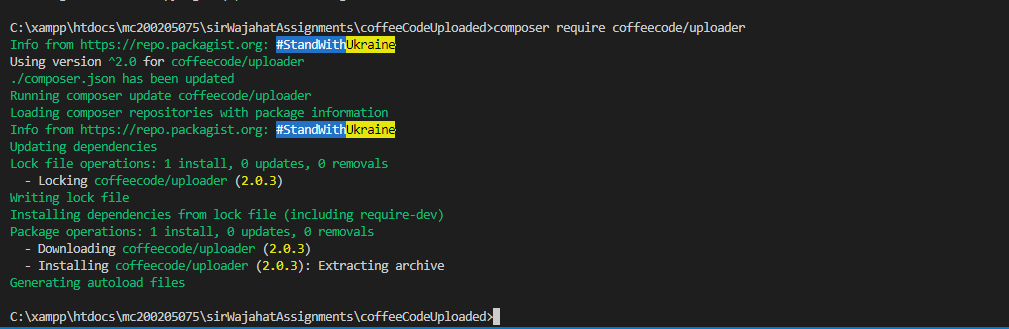 C:\xampp\htdocs\mc200205075\sirWajahatAssignments\coffeeCodeUploaded>composer require coffeecode/uploader
Info from https://repo.packagist.org: #StandWithUkraine
Using version ^2.0 for coffeecode/uploader
./composer.json has been updated
Running composer update coffeecode/uploader
Loading composer repositories with package information
Info from https://repo.packagist.org: #StandWithUkraine
Updating dependencies
Lock file operations: 1 install, 0 updates, 0 removals
  - Locking coffeecode/uploader (2.0.3)
Writing lock file
Installing dependencies from lock file (including require-dev)
Package operations: 1 install, 0 updates, 0 removals
  - Downloading coffeecode/uploader (2.0.3)
  - Installing coffeecode/uploader (2.0.3): Extracting archive
Generating autoload files
C:\xampp\htdocs\mc200205075\sirWajahatAssignments\coffeeCodeUploaded>